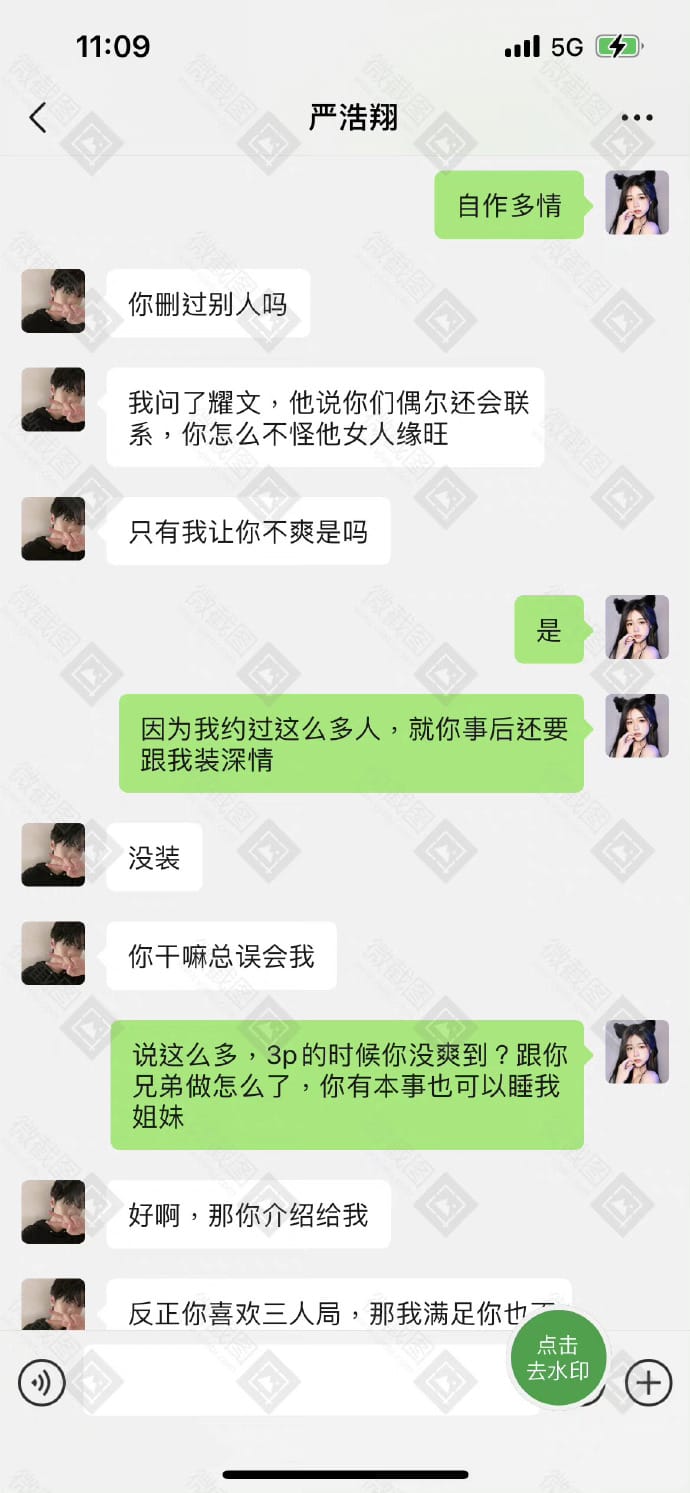 11:09
5G
严浩翔
自作多情
你删过别人吗
我问了耀文，他说你们偶尔还会联
系，你怎么不怪他女人缘旺
只有我让你不爽是吗
是
因为我约过这么多人，就你事后还要
跟我装深情
没装
你干嘛总误会我
说这么多，3p的时候你没爽到？跟你
兄弟做怎么了，你有本事也可以睡我
姐妹
好啊，那你介绍给我
反正你喜欢三人局，那我满足你也
点击
去水印
微截图